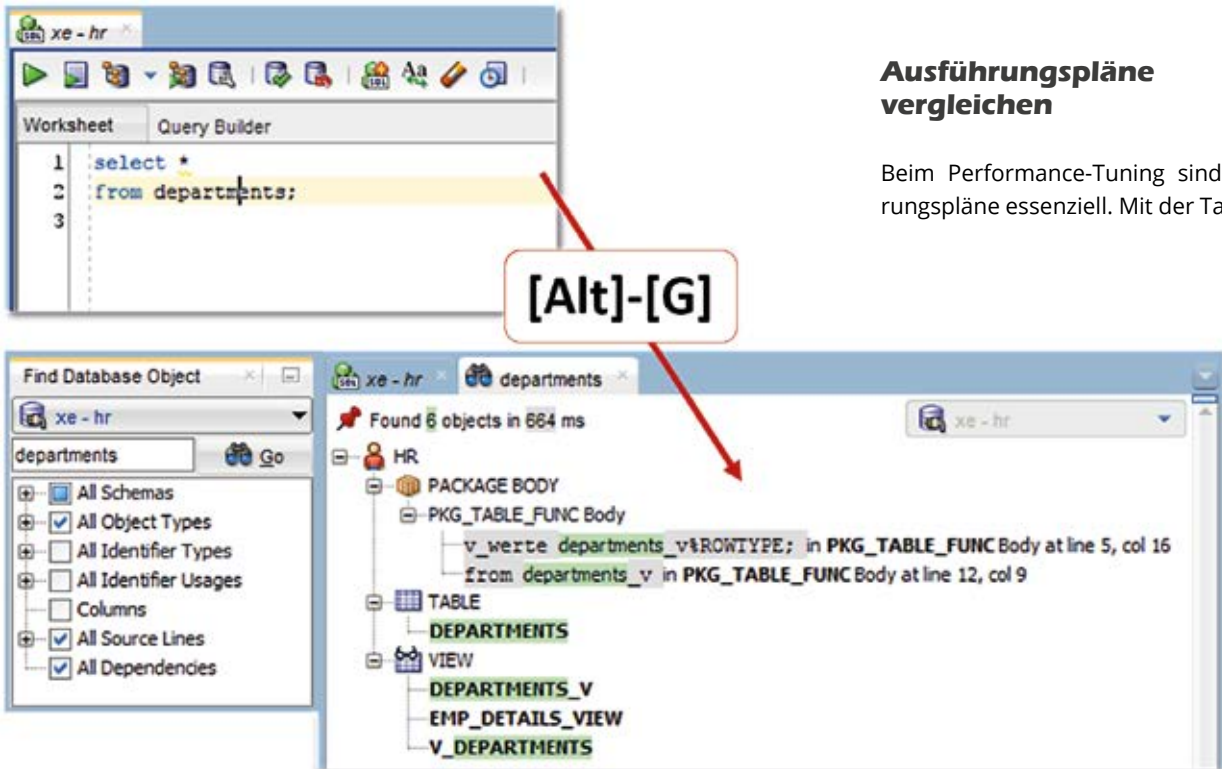 xe - hr
Worksheet Query Builder
1 select *
2 from departments;
3
Ausführungspläne
vergleichen
Beim Performance-Tuning sind
rungspläne essenziell. Mit der Ta
[Alt]-[G]
Find Database Object
xe - hr
departments Go
All Schemas
All Object Types
All Identifier Types
All Identifier Usages
Columns
All Source Lines
All Dependencies
xe - hr departments
Found 6 objects in 664 ms
xe - hr
HR
PACKAGE BODY
PKG_TABLE_FUNC Body
v_werte departments_v%ROWTYPE; in PKG_TABLE_FUNC Body at line 5, col 16
from departments_v in PKG_TABLE_FUNC Body at line 12, col 9
TABLE
DEPARTMENTS
VIEW
DEPARTMENTS_V
EMP_DETAILS_VIEW
V_DEPARTMENTS